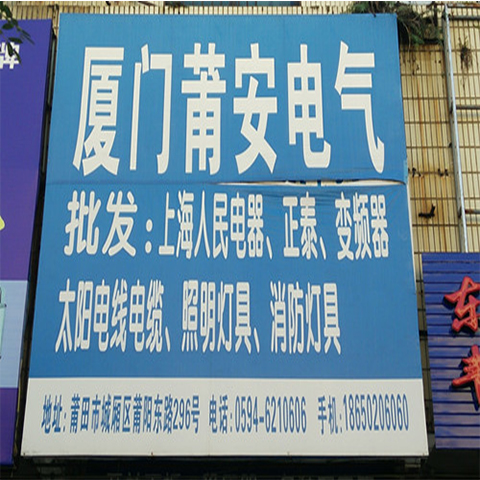 厦门莆安电气
批发:上海人民电器、正泰、变频器
太阳电线电缆、照明灯具、消防灯具
地址:莆田市城厢区莆阳东路296号 电话:0594-6210606 手机:18650206060
牌
东